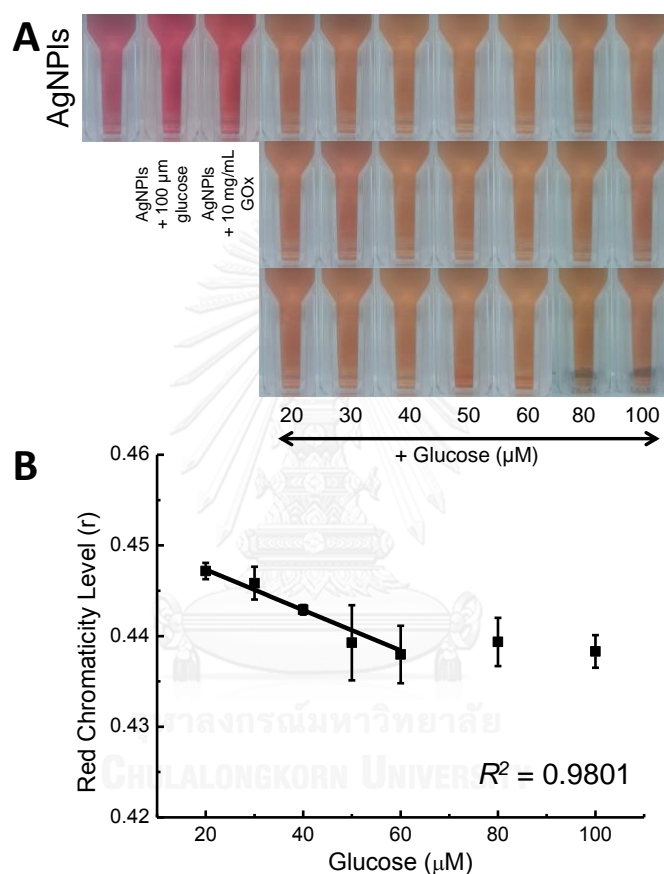 A
AgNPIs
AgNPIs
+ 100 µm
glucose
AgNPIs
+ 10 mg/mL
GOx
20 30 40 50 60 80 100
+ Glucose (µM)
B
0.46
0.45
0.44
0.43
0.42
Red Chromaticity Level (r)
จุฬาลงกรณ์มหาวิทยาลัย
CHULALONGKORN UNIVERSITY
R² = 0.9801
20 40 60 80 100
Glucose (µM)